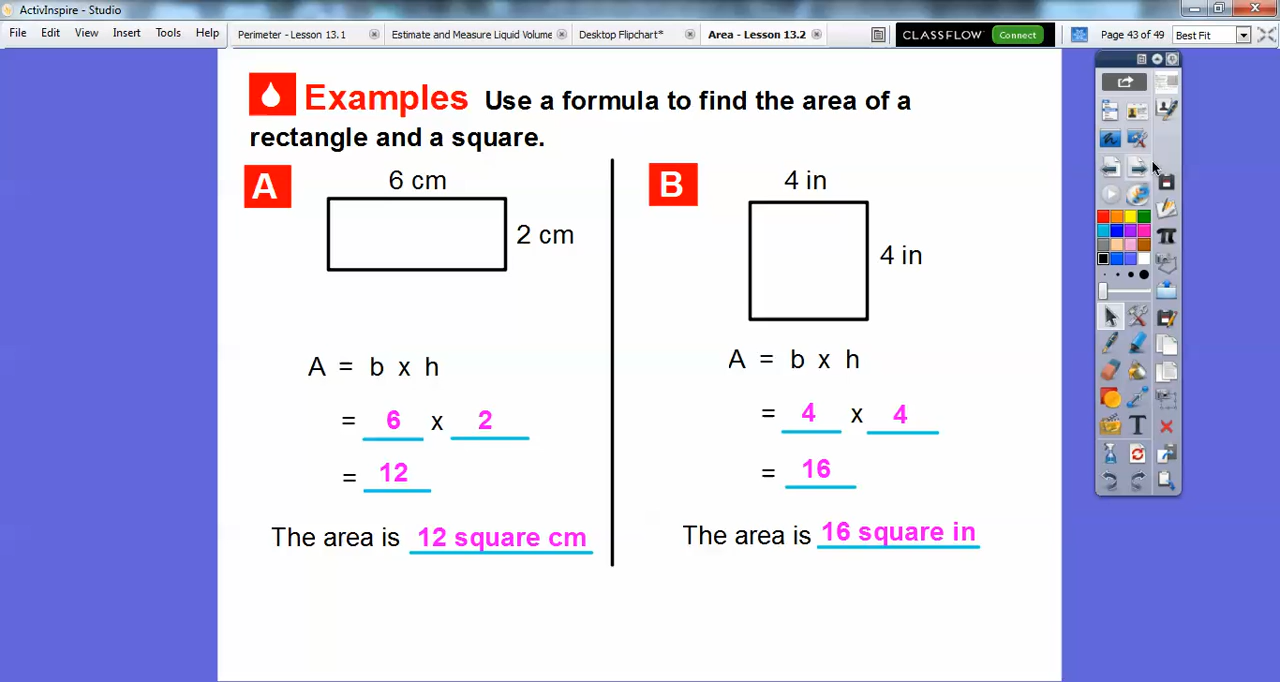 ActivInspire - Studio
File Edit View Insert Tools Help
Perimeter - Lesson 13.1 Estimate and Measure Liquid Volume Desktop Flipchart* Area - Lesson 13.2
CLASSFLOW Connect
Page 43 of 49 Best Fit
Examples Use a formula to find the area of a
rectangle and a square.
A
6 cm
2 cm
A = b x h
= 6 x 2
= 12
The area is 12 square cm
B
4 in
4 in
A = b x h
= 4 x 4
= 16
The area is 16 square in